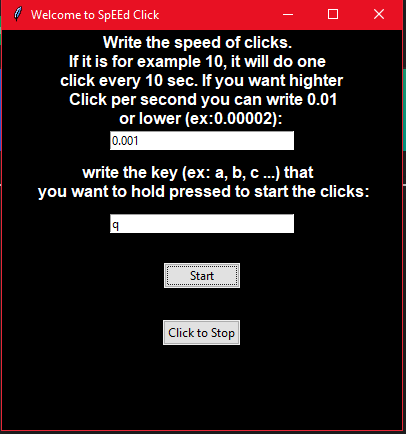 Welcome to SpEEd Click
Write the speed of clicks.
If it is for example 10, it will do one
click every 10 sec. If you want highter
Click per second you can write 0.01
or lower (ex:0.00002):
0.001
write the key (ex: a, b, c ...) that
you want to hold pressed to start the clicks:
q
Start
Click to Stop